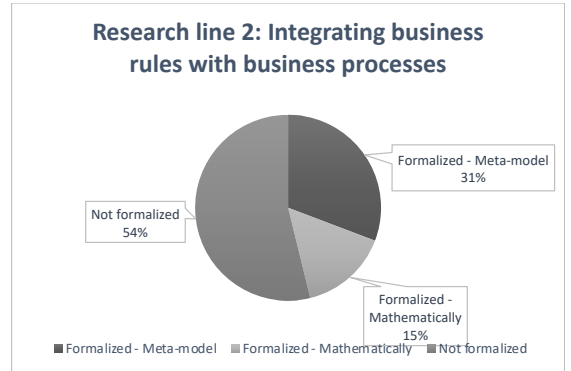 Research line 2: Integrating business
rules with business processes
Formalized - Meta-model
31%
Not formalized
54%
Formalized -
Mathematically
15%
Formalized - Meta-model
Formalized - Mathematically
Not formalized